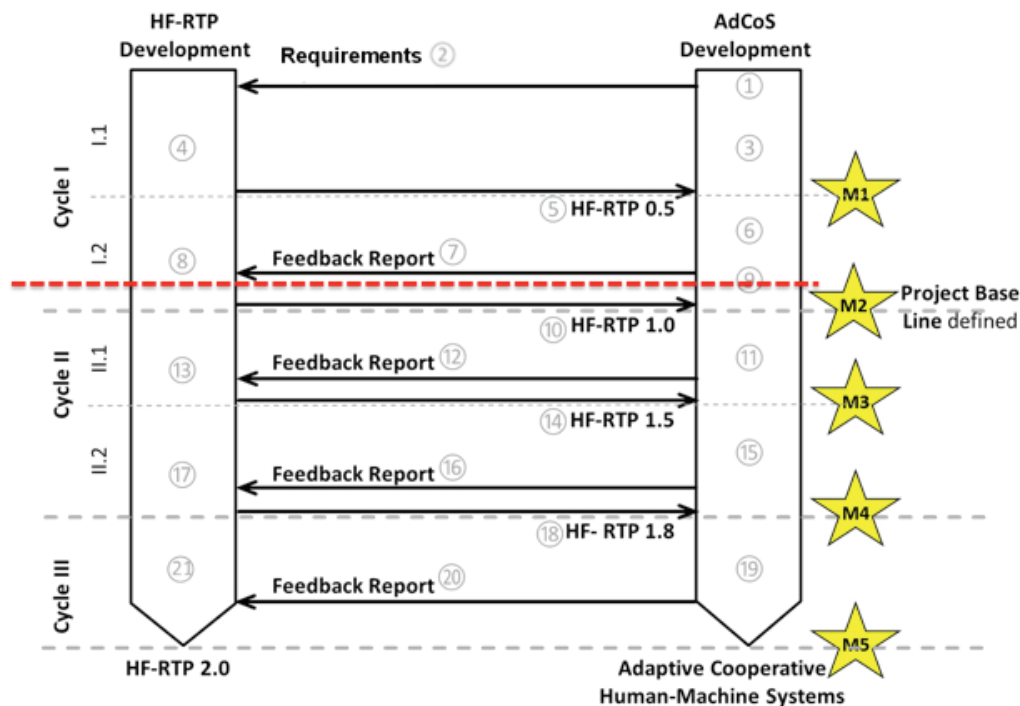 HF-RTP
Development
AdCoS
Development
Requirements ②
①
I.1
④
③
Cycle I
M1
⑤ HF-RTP 0.5
⑥
I.2
⑧
Feedback Report ⑦
⑨
M2
Project Base
Line defined
⑩ HF-RTP 1.0
II.1
⑬
Feedback Report ⑫
⑪
Cycle II
M3
⑭ HF-RTP 1.5
II.2
⑰
Feedback Report ⑯
⑮
M4
⑱ HF- RTP 1.8
Cycle III
㉑
Feedback Report ⑳
⑲
M5
HF-RTP 2.0
Adaptive Cooperative
Human-Machine Systems